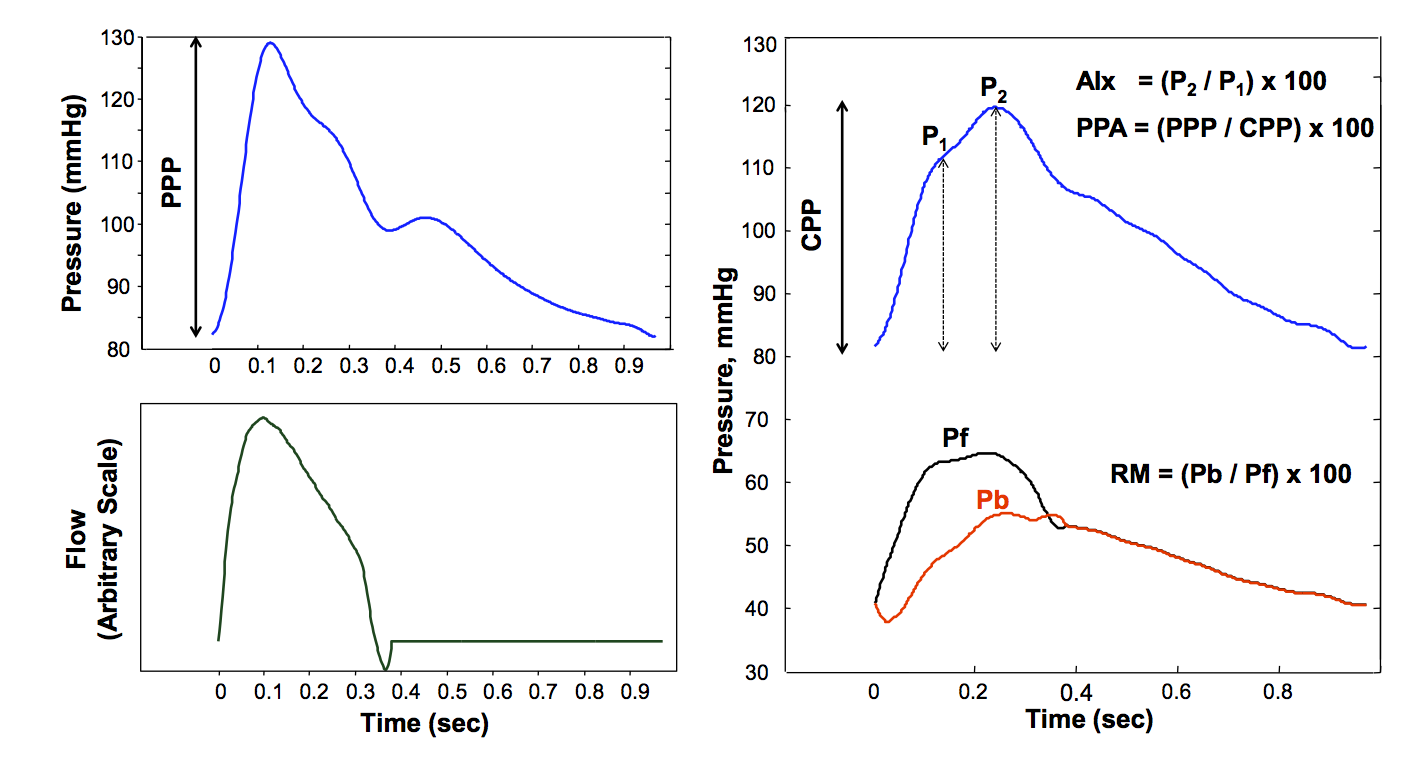 130
120
110
100
90
80
Pressure (mmHg)
PPP
0 0.1 0.2 0.3 0.4 0.5 0.6 0.7 0.8 0.9
Flow
(Arbitrary Scale)
0 0.1 0.2 0.3 0.4 0.5 0.6 0.7 0.8 0.9
Time (sec)
130
120
110
100
90
80
70
60
50
40
30
Pressure, mmHg
CPP
P1
P2
AIx = (P2 / P1) x 100
PPA = (PPP / CPP) x 100
Pf
Pb
RM = (Pb / Pf) x 100
0 0.2 0.4 0.6 0.8
Time (sec)